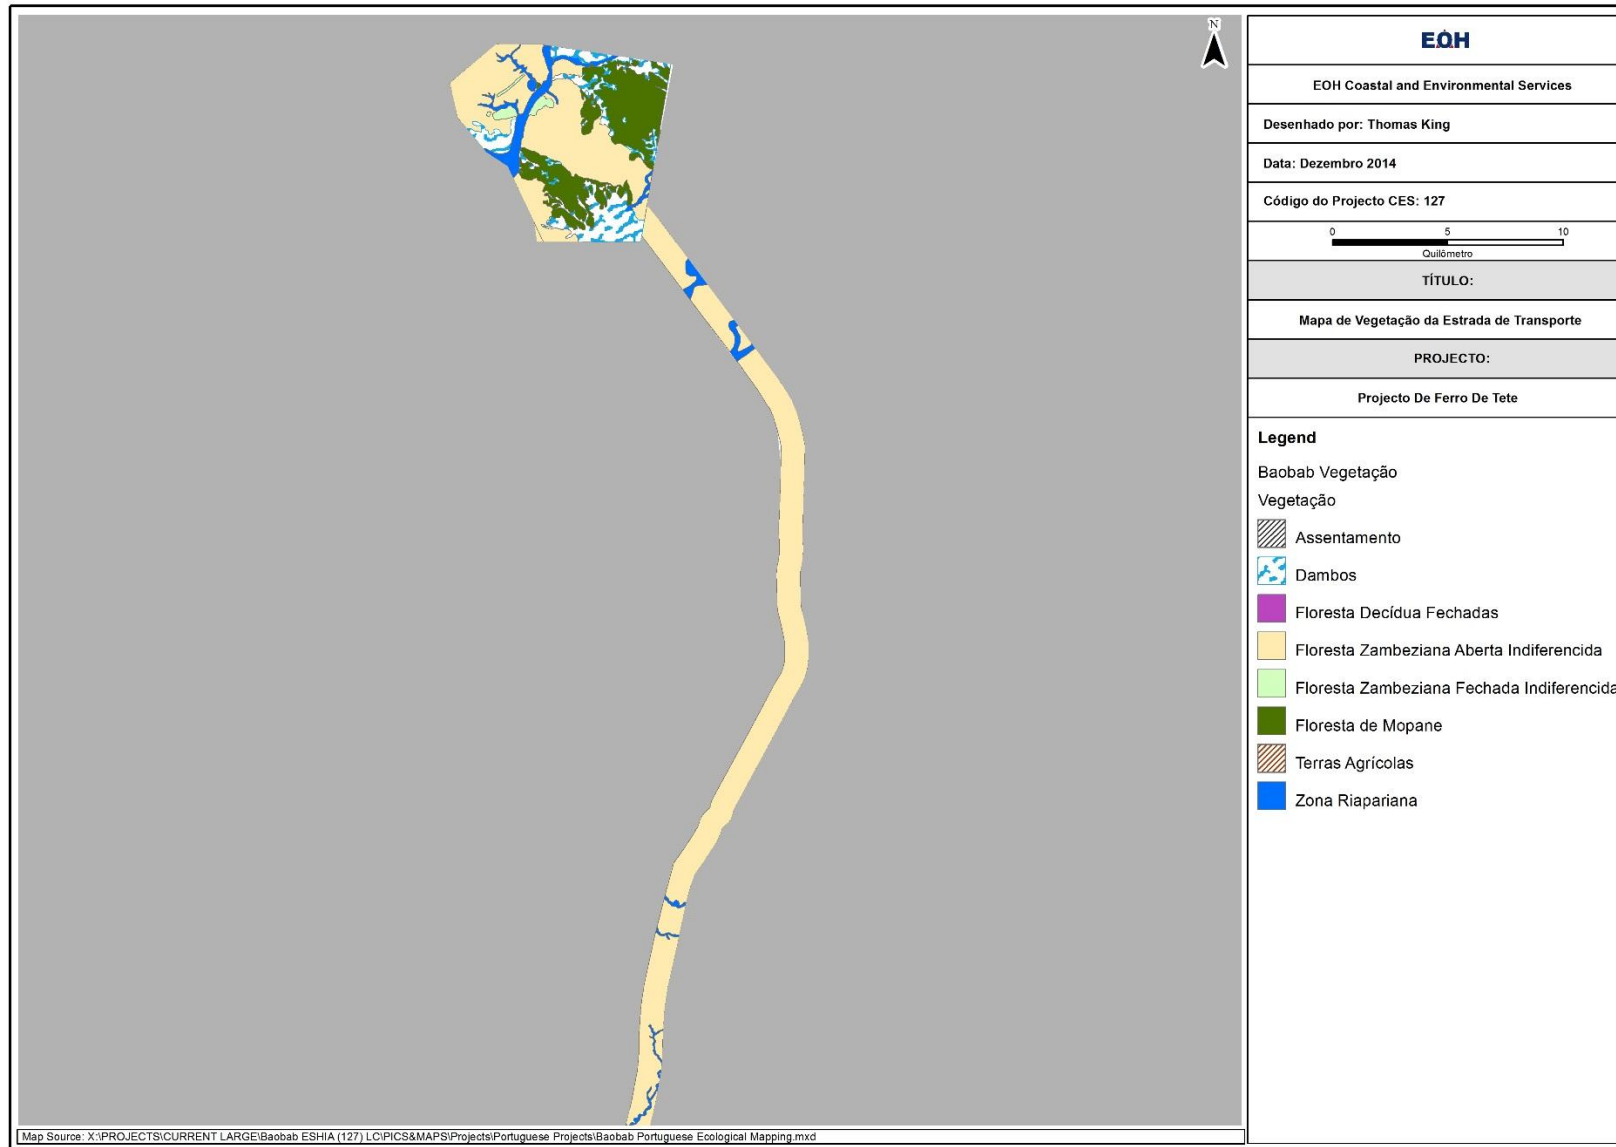 N
EOH
EOH Coastal and Environmental Services
Desenhado por: Thomas King
Data: Dezembro 2014
Código do Projecto CES: 127
0 5 10
Quilômetro
TÍTULO:
Mapa de Vegetação da Estrada de Transporte
PROJECTO:
Projecto De Ferro De Tete
Legend
Baobab Vegetação
Vegetação
Assentamento
Dambos
Floresta Decídua Fechadas
Floresta Zambeziana Aberta Indiferencida
Floresta Zambeziana Fechada Indiferencida
Floresta de Mopane
Terras Agrícolas
Zona Riapariana
Map Source: X:\PROJECTS\CURRENT LARGE\Baobab ESHIA (127) LC\PICS&MAPS\Projects\Portuguese Projects\Baobab Portuguese Ecological Mapping.mxd